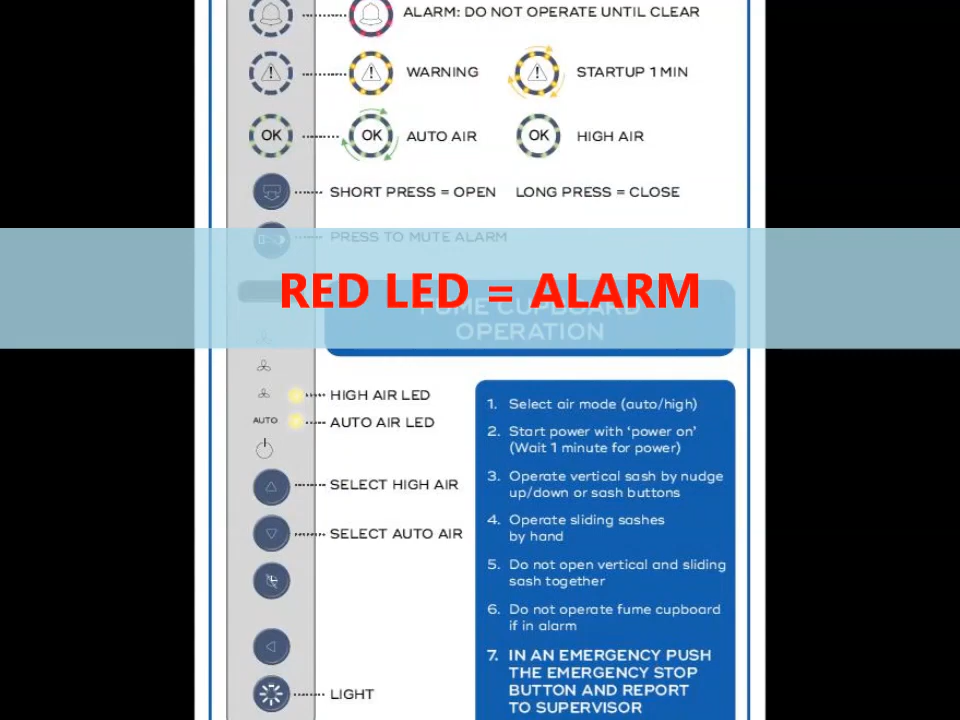 ALARM: DO NOT OPERATE UNTIL CLEAR
WARNING
STARTUP 1 MIN
OK
OK
AUTO AIR
OK
HIGH AIR
SHORT PRESS = OPEN
LONG PRESS = CLOSE
PRESS TO MUTE ALARM
RED LED = ALARM
FUME CUPBOARD
OPERATION
HIGH AIR LED
AUTO
AUTO AIR LED
SELECT HIGH AIR
SELECT AUTO AIR
LIGHT
1. Select air mode (auto/high)
2. Start power with ‘power on’
(Wait 1 minute for power)
3. Operate vertical sash by nudge
up/down or sash buttons
4. Operate sliding sashes
by hand
5. Do not open vertical and sliding
sash together
6. Do not operate fume cupboard
if in alarm
7. IN AN EMERGENCY PUSH
THE EMERGENCY STOP
BUTTON AND REPORT
TO SUPERVISOR